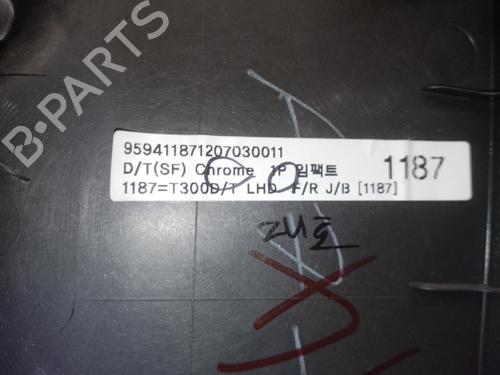 B-PARTS
959411871207030011
D/T(SF) Chrome 1P 임팩트
1187
1187=T300D/T LHD F/R J/B [1187]